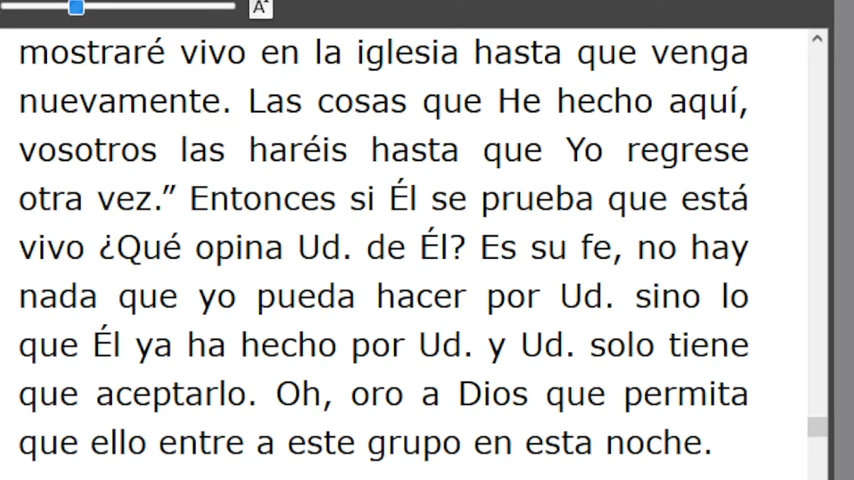 A
mostraré vivo en la iglesia hasta que venga
nuevamente. Las cosas que He hecho aquí,
vosotros las haréis hasta que Yo regrese
otra vez.” Entonces si Él se prueba que está
vivo ¿Qué opina Ud. de Él? Es su fe, no hay
nada que yo pueda hacer por Ud. sino lo
que Él ya ha hecho por Ud. y Ud. solo tiene
que aceptarlo. Oh, oro a Dios que permita
que ello entre a este grupo en esta noche.